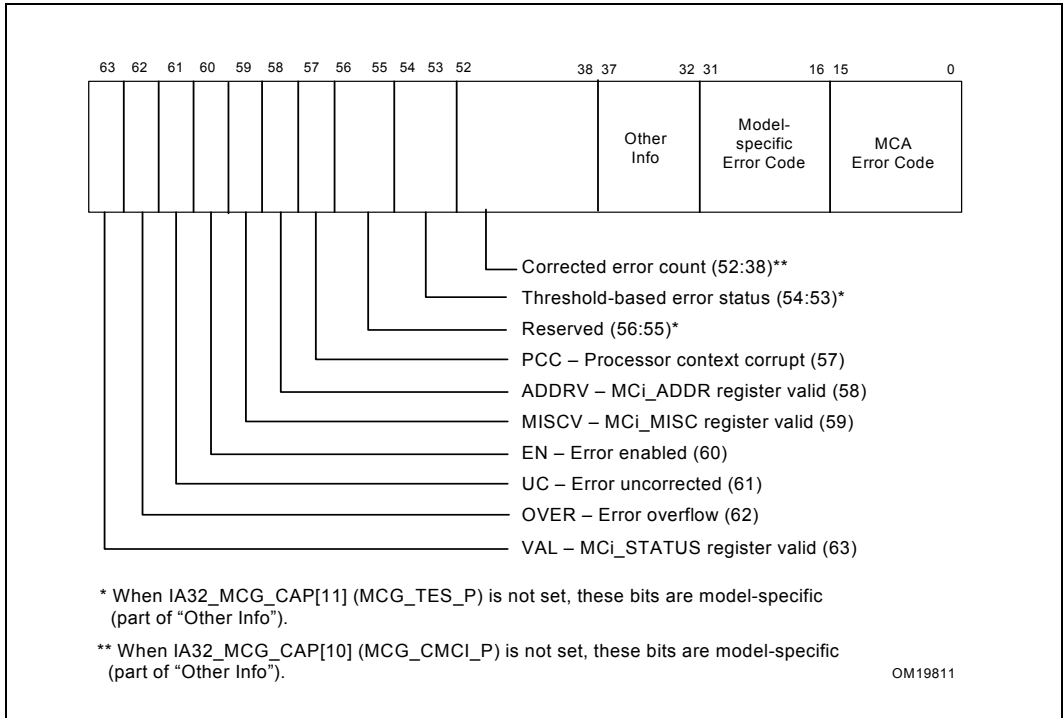 63 62 61 60 59 58 57 56 55 54 53 52 38 37 32 31 16 15 0
Other
Info
Model-
specific
Error Code
MCA
Error Code
Corrected error count (52:38)**
Threshold-based error status (54:53)*
Reserved (56:55)*
PCC – Processor context corrupt (57)
ADDRV – MCi_ADDR register valid (58)
MISCV – MCi_MISC register valid (59)
EN – Error enabled (60)
UC – Error uncorrected (61)
OVER – Error overflow (62)
VAL – MCi_STATUS register valid (63)
* When IA32_MCG_CAP[11] (MCG_TES_P) is not set, these bits are model-specific
(part of “Other Info”).
** When IA32_MCG_CAP[10] (MCG_CMCI_P) is not set, these bits are model-specific
(part of “Other Info”).
OM19811